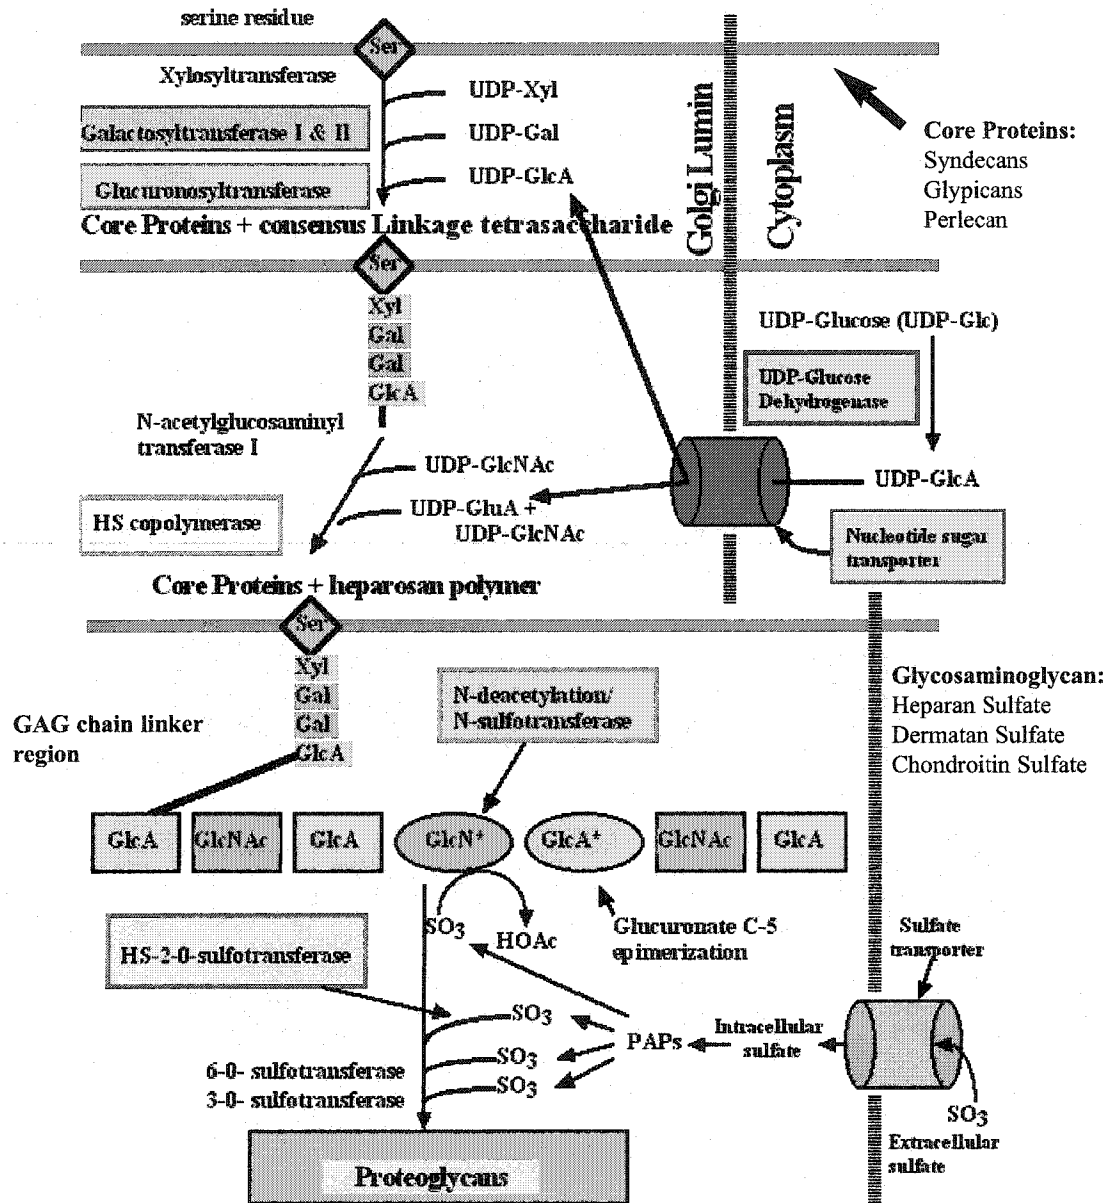 serine residue
Ser
Xylosyltransferase
UDP-Xyl
Galactosyltransferase I & II
UDP-Gal
Glucuronosyltransferase
UDP-GlcA
Core Proteins + consensus Linkage tetrasaccharide
Golgi Lumin
Cytoplasm
Core Proteins:
Syndecans
Glypicans
Perlecan
Ser
Xyl
Gal
Gal
GlcA
UDP-Glucose (UDP-Glc)
UDP-Glucose
Dehydrogenase
N-acetylglucosaminyl
transferase I
UDP-GlcNAc
UDP-GluA +
UDP-GlcNAc
UDP-GlcA
HS copolymerase
Nucleotide sugar
transporter
Core Proteins + heparosan polymer
Ser
Xyl
Gal
Gal
GlcA
GAG chain linker
region
N-deacetylation/
N-sulfotransferase
Glycosaminoglycan:
Heparan Sulfate
Dermatan Sulfate
Chondroitin Sulfate
GlcA
GlcNAc
GlcA
GlcN*
GlcA*
GlcNAc
GlcA
SO3
HOAc
Glucuronate C-5
epimerization
HS-2-0-sulfotransferase
Sulfate
transporter
SO3
PAPs
Intracellular
sulfate
6-0- sulfotransferase
SO3
3-0- sulfotransferase
SO3
SO3
Extracellular
sulfate
Proteoglycans